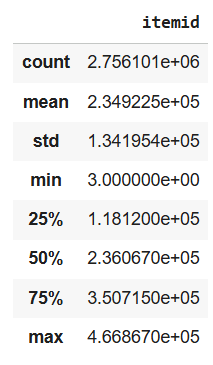 itemid
count 2.756101e+06
mean 2.349225e+05
std 1.341954e+05
min 3.000000e+00
25% 1.181200e+05
50% 2.360670e+05
75% 3.507150e+05
max 4.668670e+05